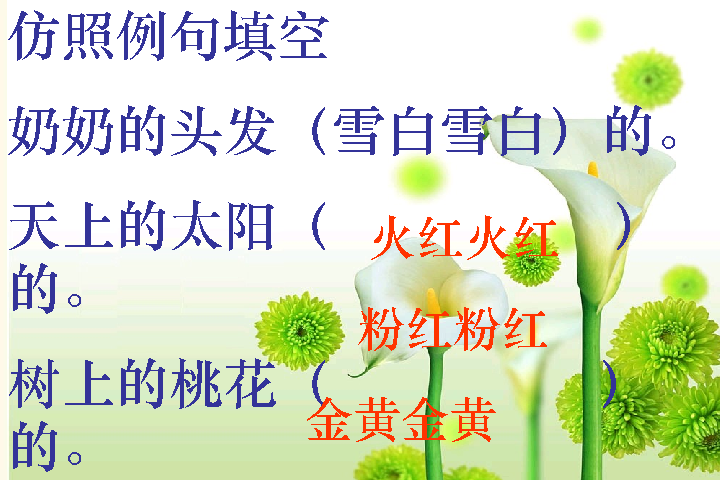 仿照例句填空
奶奶的头发（雪白雪白）的。
天上的太阳（火红火红）
的。
粉红粉红
树上的桃花（ ）
金黄金黄
的。